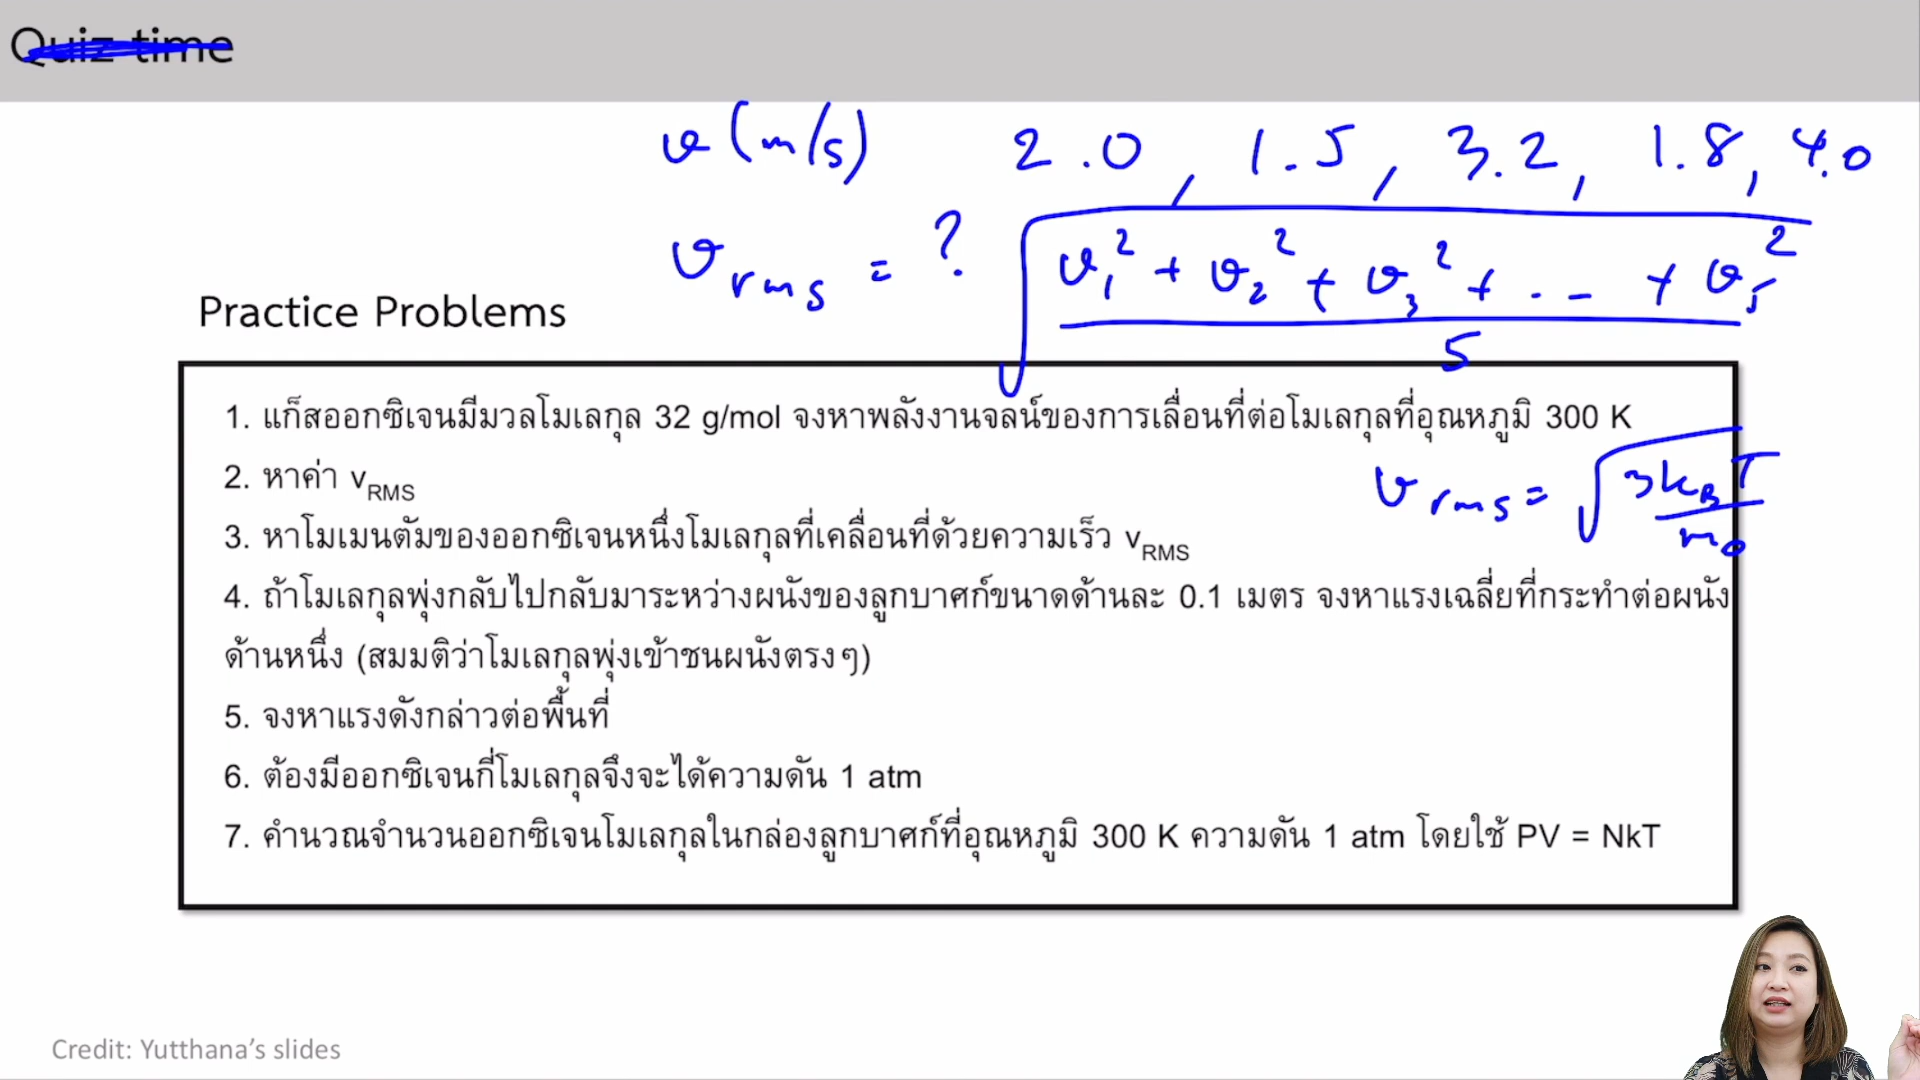 Quiz time
v (m/s) 2.0, 1.5, 3.2, 1.8, 4.0
v_rms = ? √((v₁² + v₂² + v₃² + ... + v₅²)/5)
Practice Problems
1. แก็สออกซิเจนมีมวลโมเลกุล 32 g/mol จงหาพลังงานจลน์ของการเลื่อนที่ต่อโมเลกุลที่อุณหภูมิ 300 K
2. หาค่า v_RMS
v_rms = √(3k_BT/m₀)
3. หาโมเมนตัมของออกซิเจนหนึ่งโมเลกุลที่เคลื่อนที่ด้วยความเร็ว v_RMS
4. ถ้าโมเลกุลพุ่งกลับไปกลับมาระหว่างผนังของลูกบาศก์ขนาดด้านละ 0.1 เมตร จงหาแรงเฉลี่ยที่กระทำต่อผนัง
ด้านหนึ่ง (สมมติว่าโมเลกุลพุ่งเข้าชนผนังตรงๆ)
5. จงหาแรงดังกล่าวต่อพื้นที่
6. ต้องมีออกซิเจนกี่โมเลกุลจึงจะได้ความดัน 1 atm
7. คำนวณจำนวนออกซิเจนโมเลกุลในกล่องลูกบาศก์ที่อุณหภูมิ 300 K ความดัน 1 atm โดยใช้ PV = NkT
Credit: Yutthana’s slides